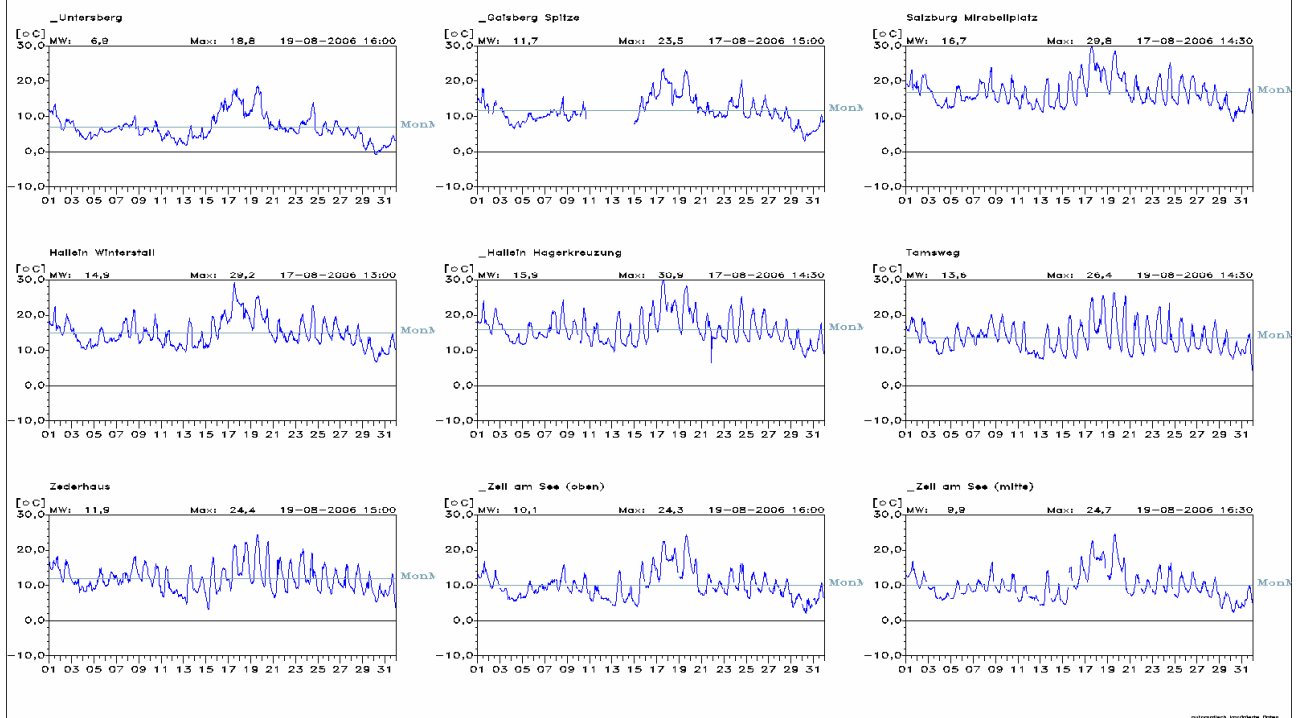 _Untersberg
[oC] MW: 6,9 Max: 18,8 19-08-2006 16:00
30,0
20,0
10,0
MonM
0,0
-10,0
01 03 05 07 09 11 13 15 17 19 21 23 25 27 29 31
_Gaisberg Spitze
[oC] MW: 11,7 Max: 23,5 17-08-2006 15:00
30,0
20,0
10,0
MonM
0,0
-10,0
01 03 05 07 09 11 13 15 17 19 21 23 25 27 29 31
Salzburg Mirabellplatz
[oC] MW: 16,7 Max: 29,8 17-08-2006 14:30
30,0
20,0
MonM
10,0
0,0
-10,0
01 03 05 07 09 11 13 15 17 19 21 23 25 27 29 31
Hallein Winterstall
[oC] MW: 14,9 Max: 29,2 17-08-2006 13:00
30,0
20,0
MonM
10,0
0,0
-10,0
01 03 05 07 09 11 13 15 17 19 21 23 25 27 29 31
_Hallein Hagerkreuzung
[oC] MW: 15,9 Max: 30,9 17-08-2006 14:30
30,0
20,0
MonM
10,0
0,0
-10,0
01 03 05 07 09 11 13 15 17 19 21 23 25 27 29 31
Tamsweg
[oC] MW: 13,6 Max: 26,4 19-08-2006 14:30
30,0
20,0
MonM
10,0
0,0
-10,0
01 03 05 07 09 11 13 15 17 19 21 23 25 27 29 31
Zederhaus
[oC] MW: 11,9 Max: 24,4 19-08-2006 15:00
30,0
20,0
MonM
10,0
0,0
-10,0
01 03 05 07 09 11 13 15 17 19 21 23 25 27 29 31
_Zell am See (oben)
[oC] MW: 10,1 Max: 24,3 19-08-2006 16:00
30,0
20,0
10,0 MonM
0,0
-10,0
01 03 05 07 09 11 13 15 17 19 21 23 25 27 29 31
_Zell am See (mitte)
[oC] MW: 9,9 Max: 24,7 19-08-2006 16:30
30,0
20,0
10,0 MonM
0,0
-10,0
01 03 05 07 09 11 13 15 17 19 21 23 25 27 29 31